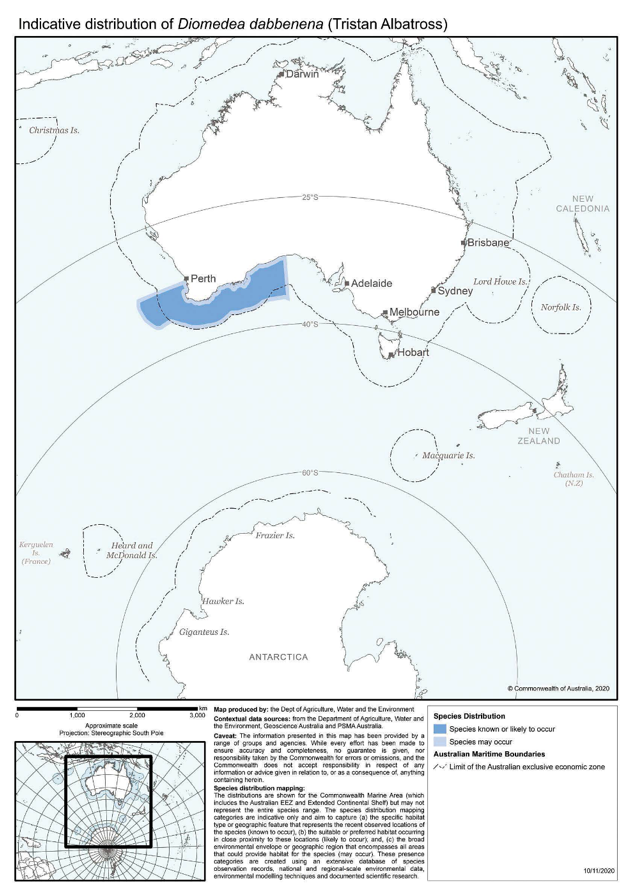 Indicative distribution of Diomedea dabbenena (Tristan Albatross)
Darwin
Christmas Is.
25°S
NEW
CALEDONIA
Brisbane
Perth
Adelaide
Sydney
Lord Howe Is.
Norfolk Is.
Melbourne
40°S
Hobart
NEW
ZEALAND
Macquarie Is.
60°S
Chatham Is.
(N.Z)
Kerguelen
Is.
(France)
Heard and
McDonald Is.
Frazier Is.
Hawker Is.
Giganteus Is.
ANTARCTICA
© Commonwealth of Australia, 2020
km
0 1,000 2,000 3,000
Approximate scale
Projection: Stereographic South Pole
Map produced by: the Dept of Agriculture, Water and the Environment
Contextual data sources: from the Department of Agriculture, Water and
the Environment, Geoscience Australia and PSMA Australia.
Caveat: The information presented in this map has been provided by a
range of groups and agencies. While every effort has been made to
ensure accuracy and completeness, no guarantee is given, nor
responsibility taken by the Commonwealth for errors or omissions, and the
Commonwealth does not accept responsibility in respect of any
information or advice given in relation to, or as a consequence of, anything
containing herein.
Species distribution mapping:
The distributions are shown for the Commonwealth Marine Area (which
includes the Australian EEZ and Extended Continental Shelf) but may not
represent the entire species range. The species distribution mapping
categories are indicative only and aim to capture (a) the specific habitat
type or geographic feature that represents the recent observed locations of
the species (known to occur), (b) the suitable or preferred habitat occurring
in close proximity to these locations (likely to occur); and, (c) the broad
environmental envelope or geographic region that encompasses all areas
that could provide habitat for the species (may occur). These presence
categories are created using an extensive database of species
observation records, national and regional-scale environmental data,
environmental modelling techniques and documented scientific research.
Species Distribution
Species known or likely to occur
Species may occur
Australian Maritime Boundaries
Limit of the Australian exclusive economic zone
10/11/2020